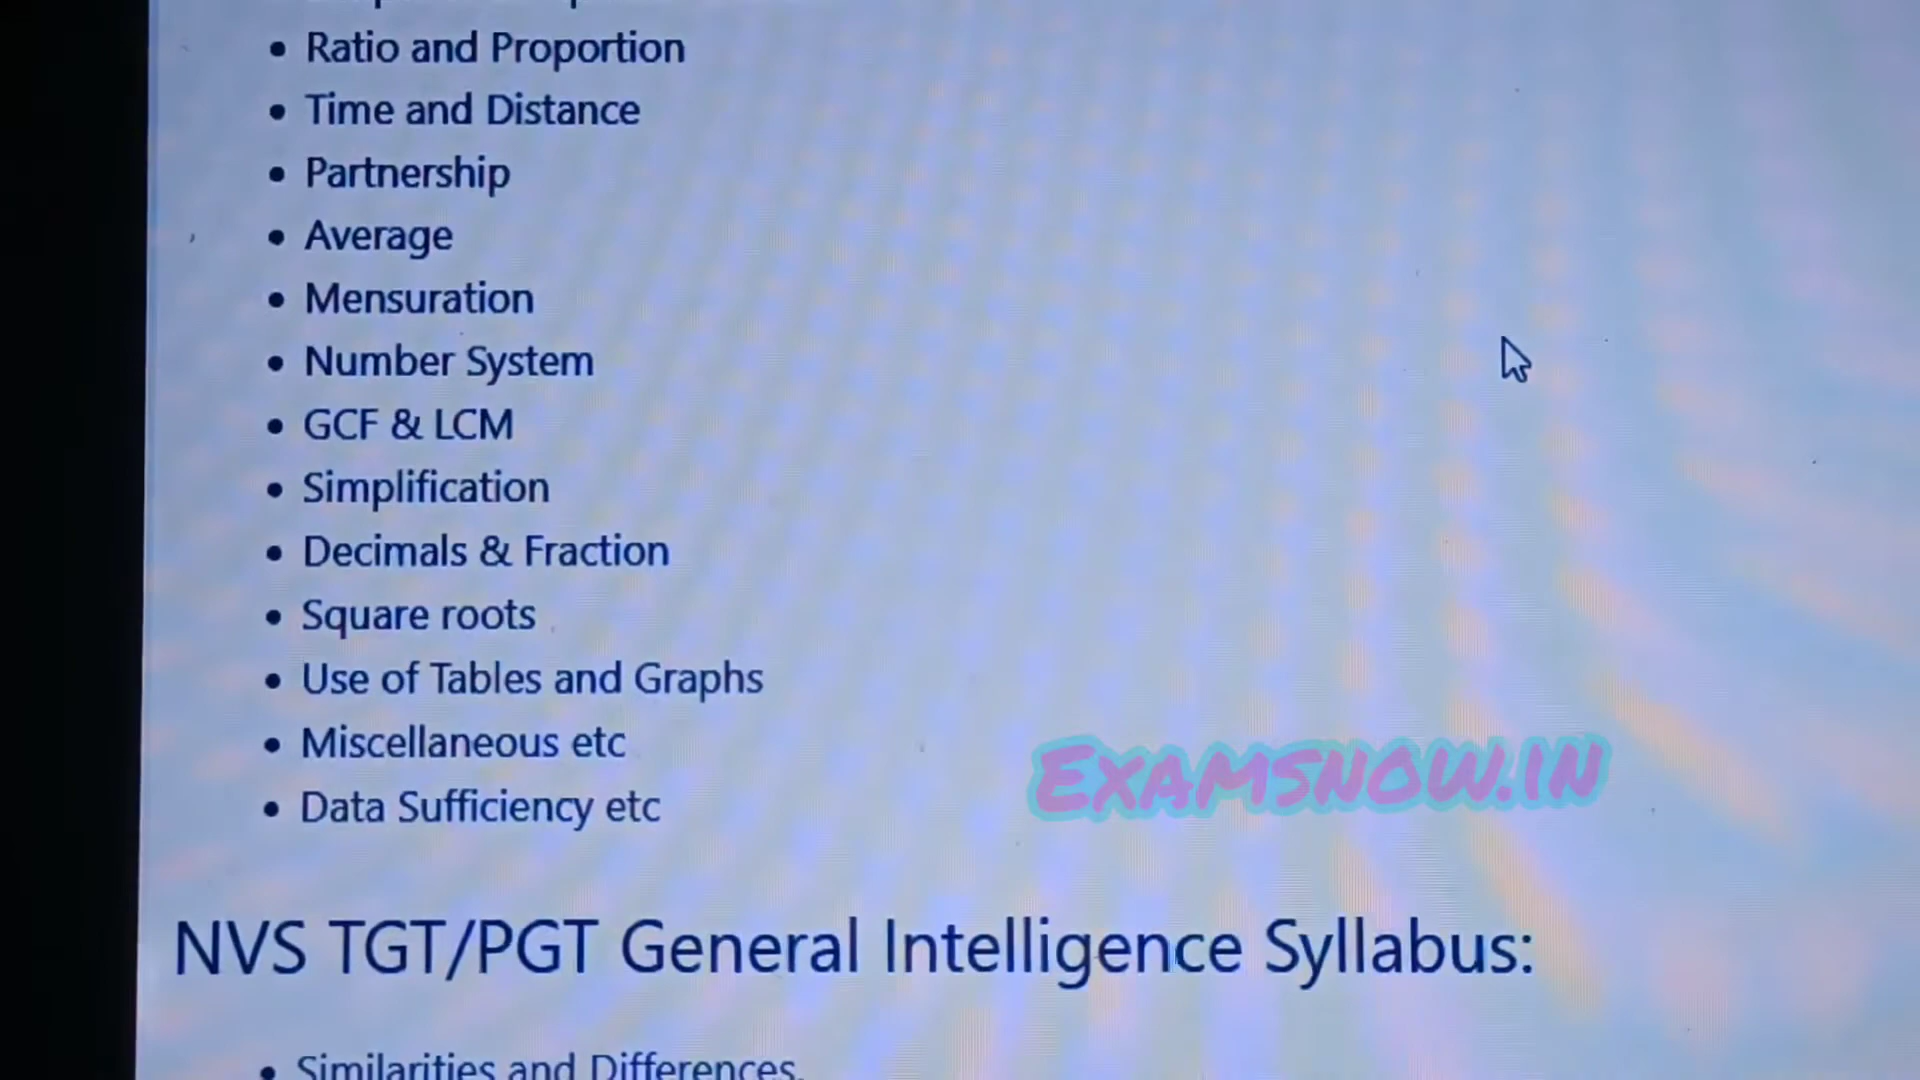 • Ratio and Proportion
• Time and Distance
• Partnership
• Average
• Mensuration
• Number System
• GCF & LCM
• Simplification
• Decimals & Fraction
• Square roots
• Use of Tables and Graphs
• Miscellaneous etc
• Data Sufficiency etc
Examsnow.in
NVS TGT/PGT General Intelligence Syllabus:
• Similarities and Differences.